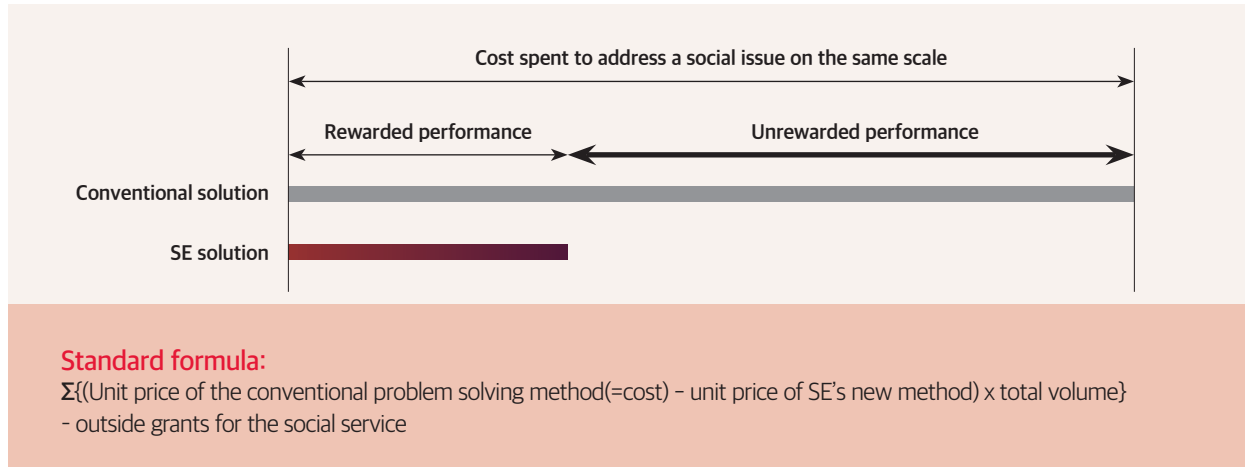 Cost spent to address a social issue on the same scale
Rewarded performance
Unrewarded performance
Conventional solution
SE solution
Standard formula:
Σ{(Unit price of the conventional problem solving method(=cost) – unit price of SE's new method) x total volume}
- outside grants for the social service